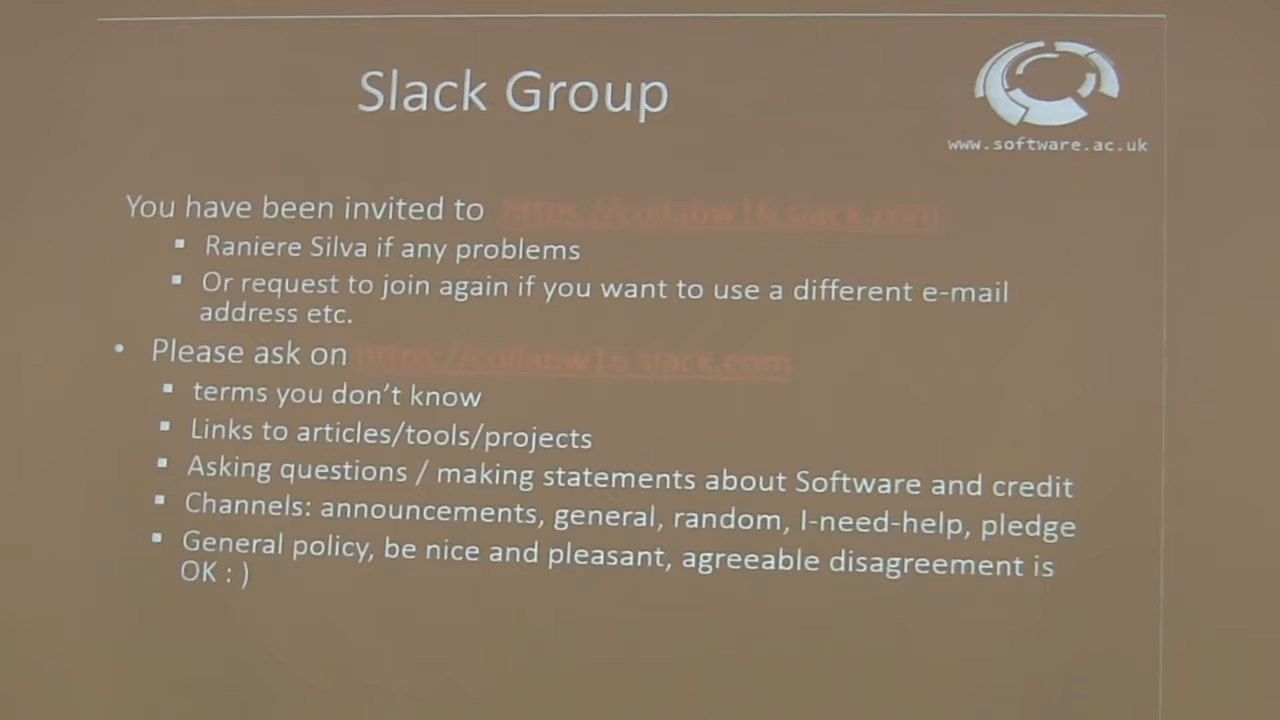 Slack Group
www.software.ac.uk
You have been invited to https://collabw16.slack.com
▪ Raniere Silva if any problems
▪ Or request to join again if you want to use a different e-mail
address etc.
• Please ask on https://collabw16.slack.com
▪ terms you don’t know
▪ Links to articles/tools/projects
▪ Asking questions / making statements about Software and credit
▪ Channels: announcements, general, random, I-need-help, pledge
▪ General policy, be nice and pleasant, agreeable disagreement is
OK : )